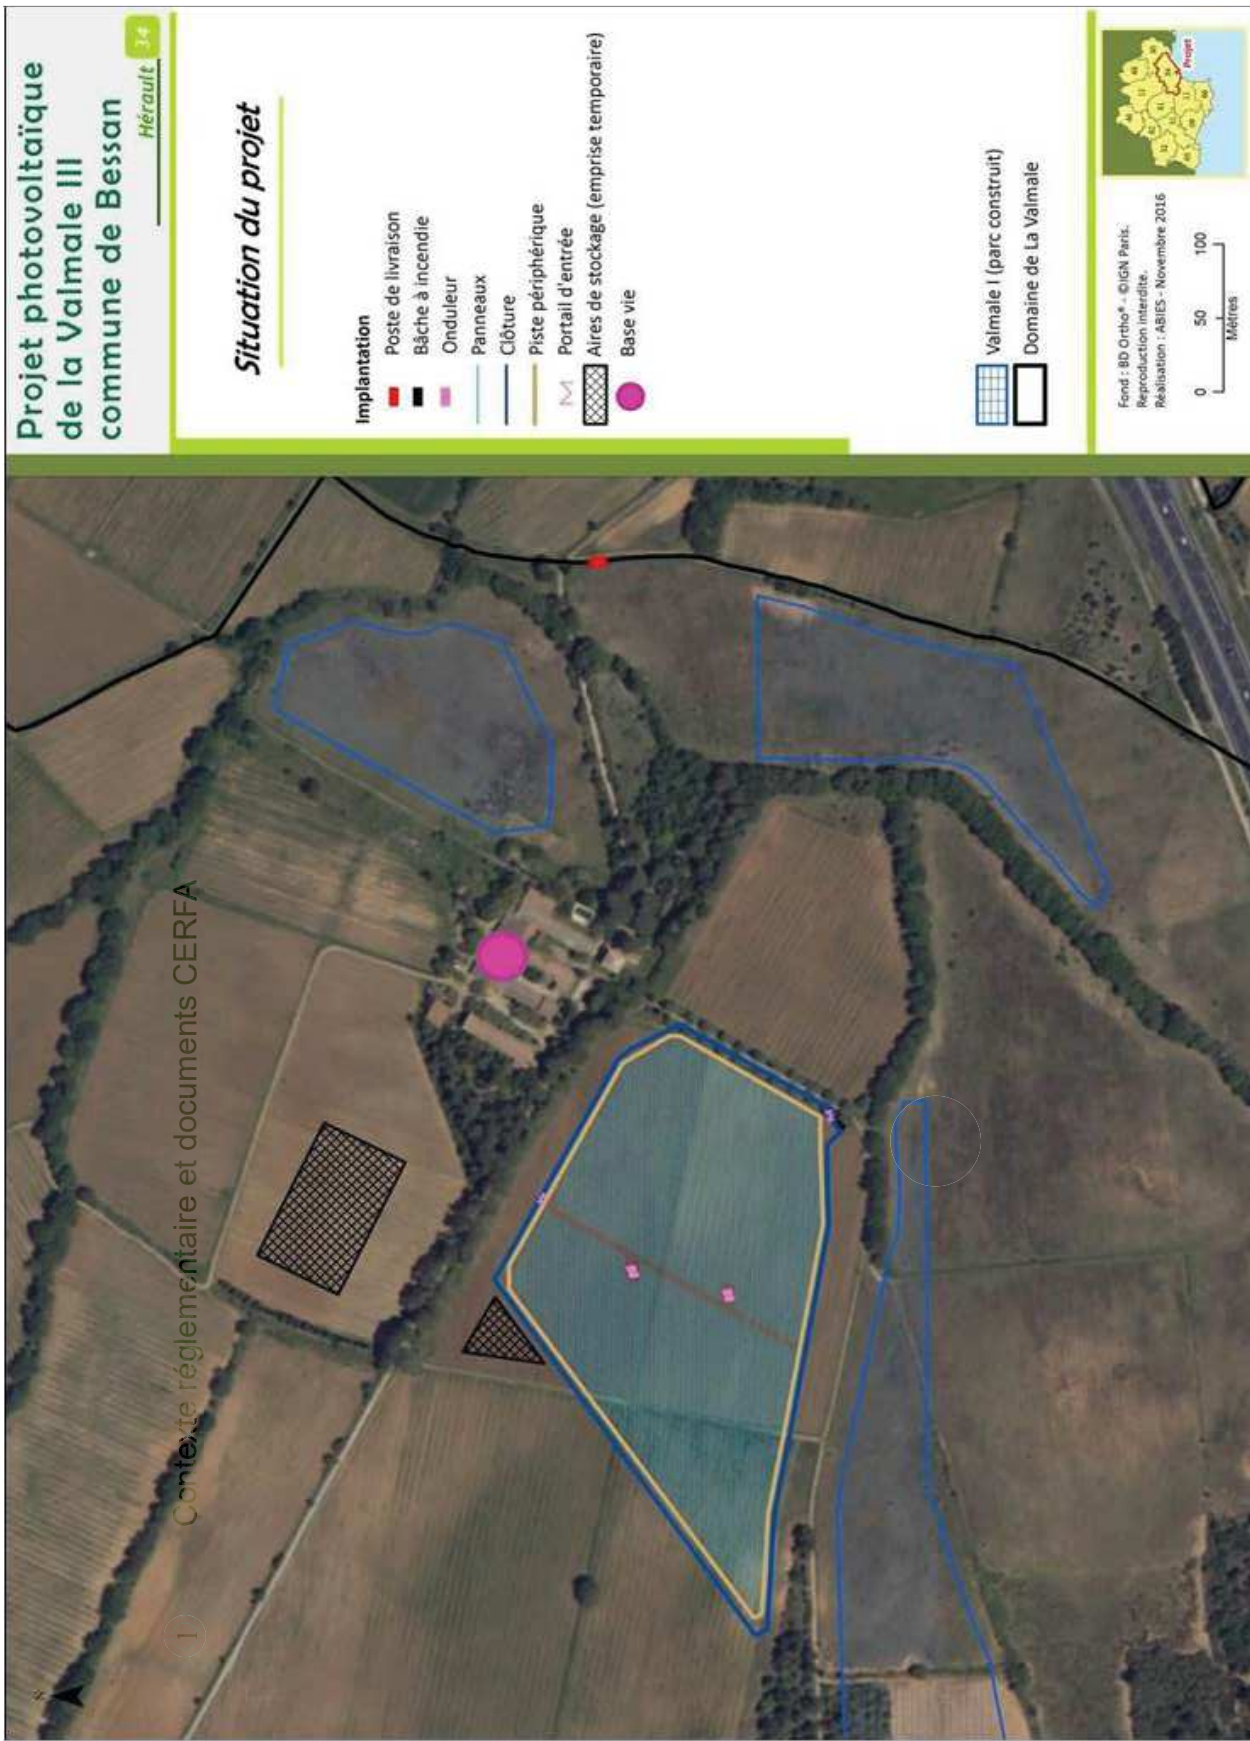 Projet photovoltaïque
de la Valmale III
commune de Bessan
Hérault 34
Situation du projet
Implantation
Poste de livraison
Bâche à incendie
Onduleur
Panneaux
Clôture
Piste périphérique
Portail d'entrée
Aires de stockage (emprise temporaire)
Base vie
Valmale I (parc construit)
Domaine de La Valmale
Fond : BD Ortho® - ©IGN Paris.
Reproduction interdite.
Réalisation : ABIES - Novembre 2016
0 50 100
Mètres
Projet
N
1 Contexte réglementaire et documents CERFA